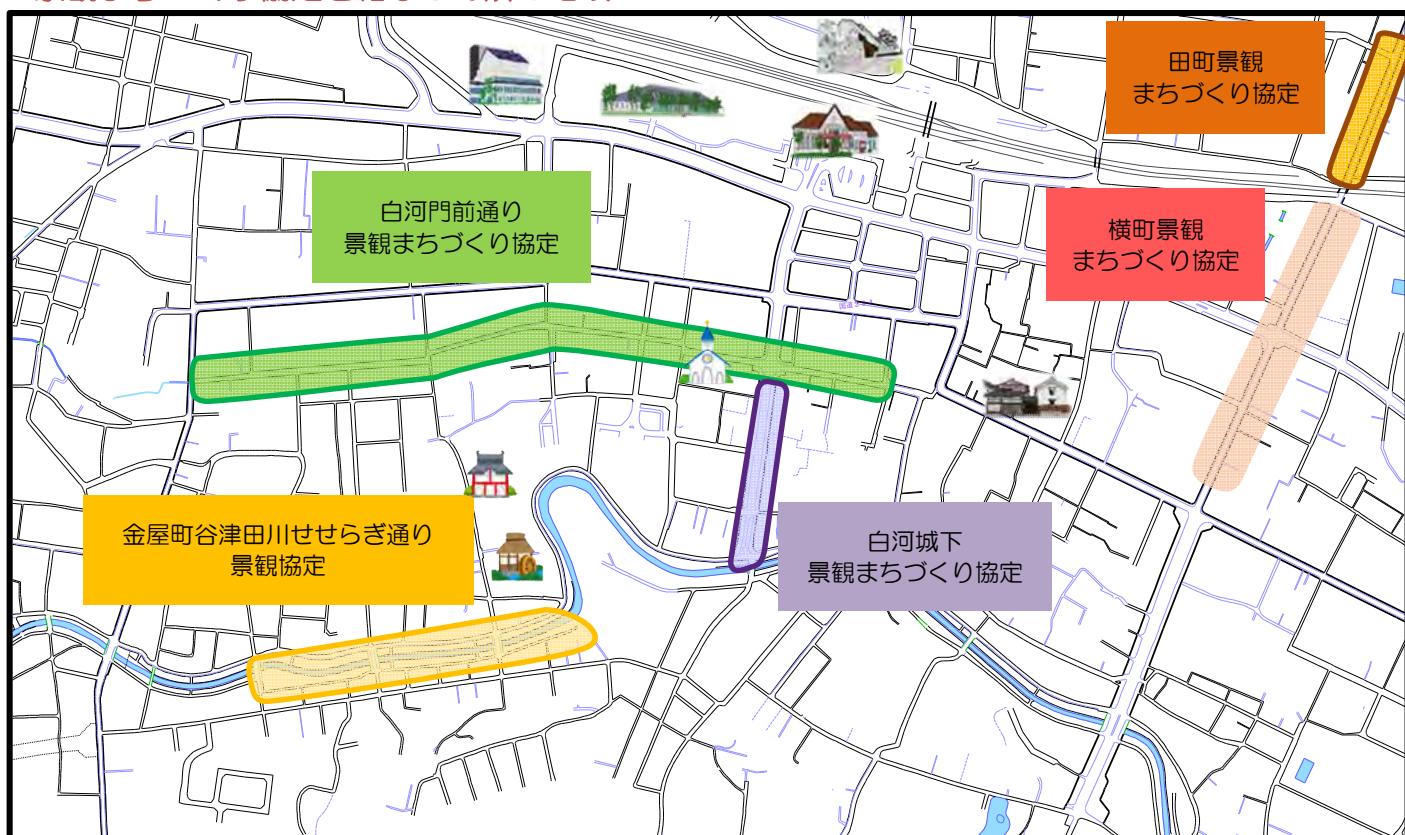 田町景観
まちづくり協定
白河門前通り
景観まちづくり協定
横町景観
まちづくり協定
金屋町谷津田川せせらぎ通り
景観協定
白河城下
景観まちづくり協定